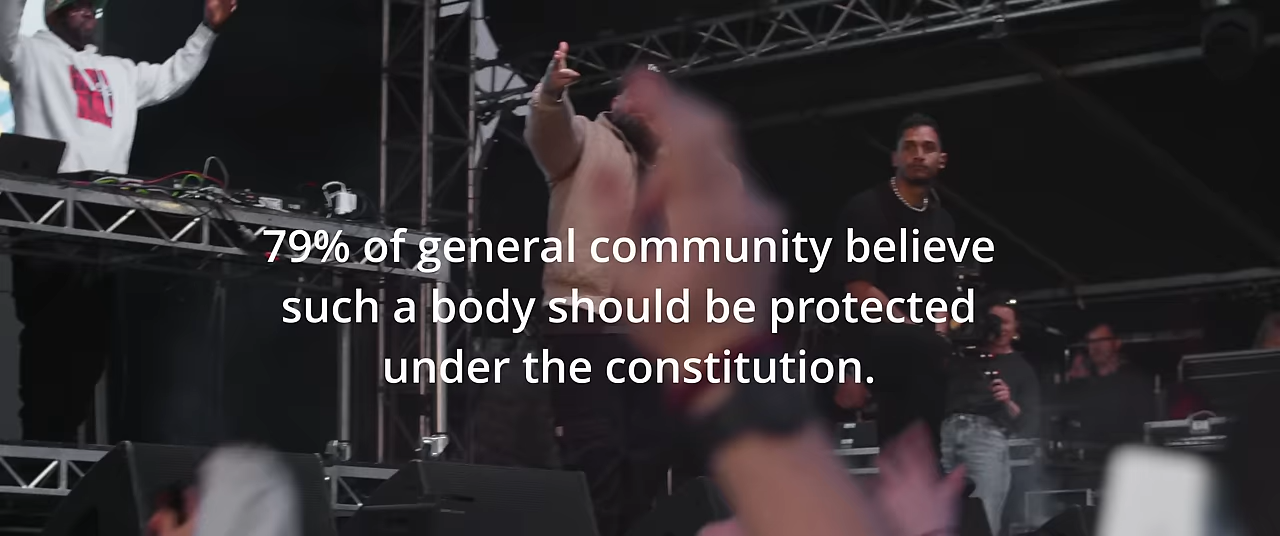 79% of general community believe
such a body should be protected
under the constitution.